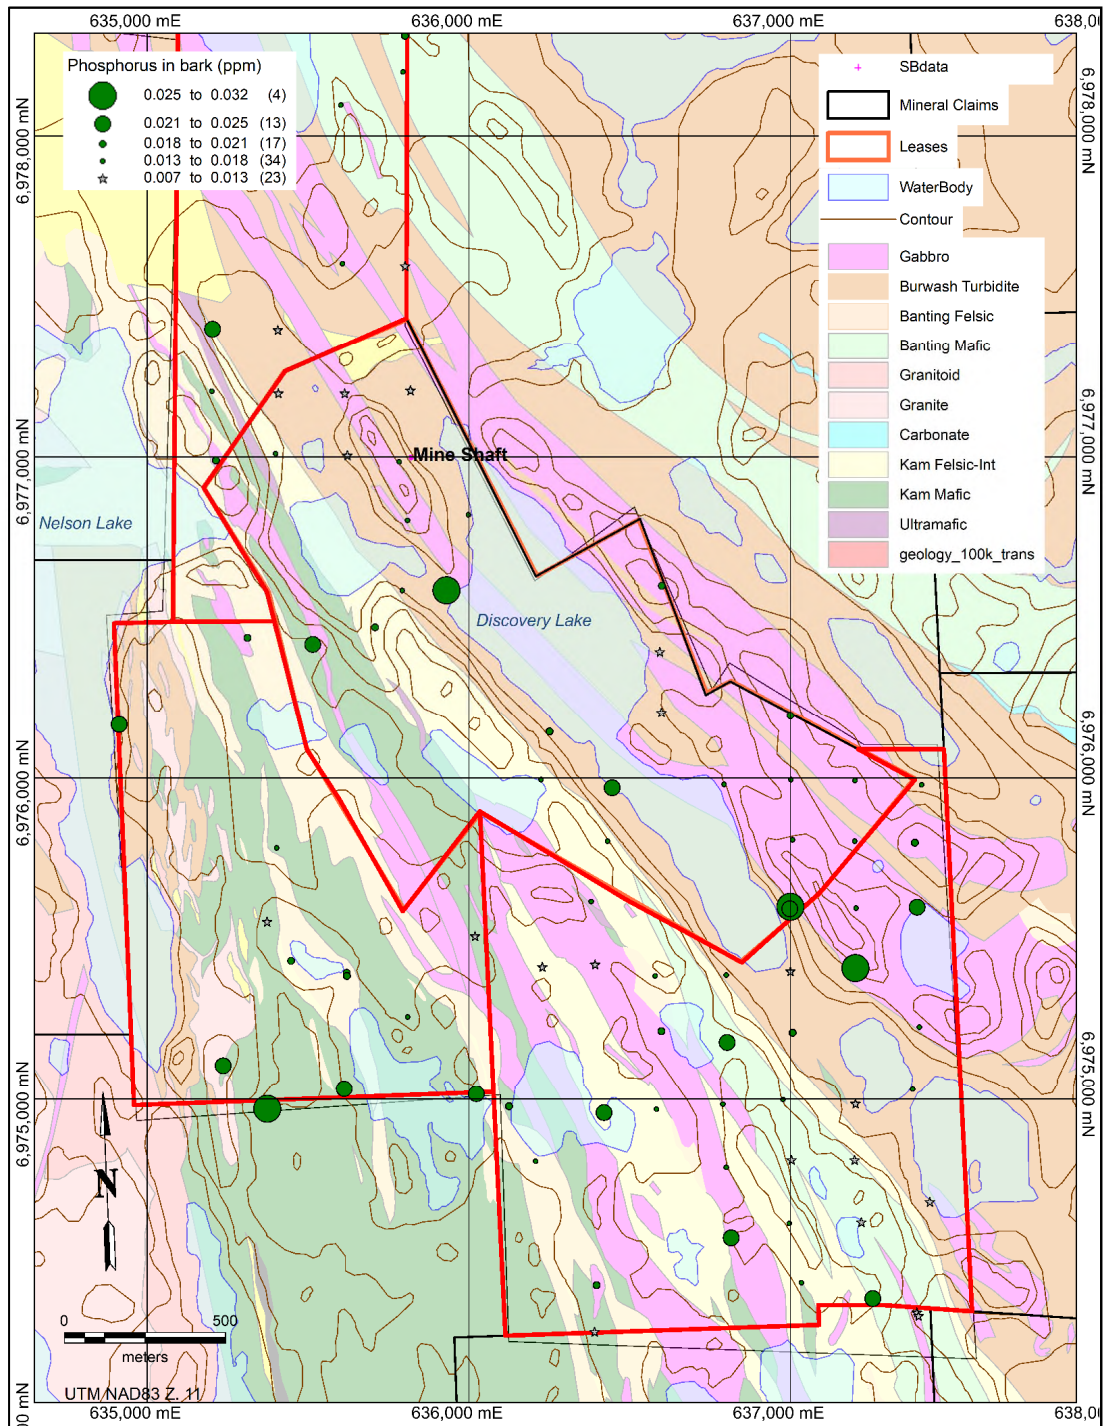 635,000 mE
636,000 mE
637,000 mE
638,0
Phosphorus in bark (ppm)
0.025 to 0.032 (4)
0.021 to 0.025 (13)
0.018 to 0.021 (17)
0.013 to 0.018 (34)
0.007 to 0.013 (23)
SBdata
Mineral Claims
Leases
WaterBody
Contour
Gabbro
Burwash Turbidite
Banting Felsic
Banting Mafic
Granitoid
Granite
Carbonate
Kam Felsic-Int
Kam Mafic
Ultramafic
geology_100k_trans
6,978,000 mN
6,978,000 mN
6,977,000 mN
6,977,000 mN
Mine Shaft
Nelson Lake
Discovery Lake
6,976,000 mN
6,976,000 mN
6,975,000 mN
6,975,000 mN
N
0
500
meters
UTM NAD83 Z. 11
00 mN
635,000 mE
636,000 mE
637,000 mE
638,0